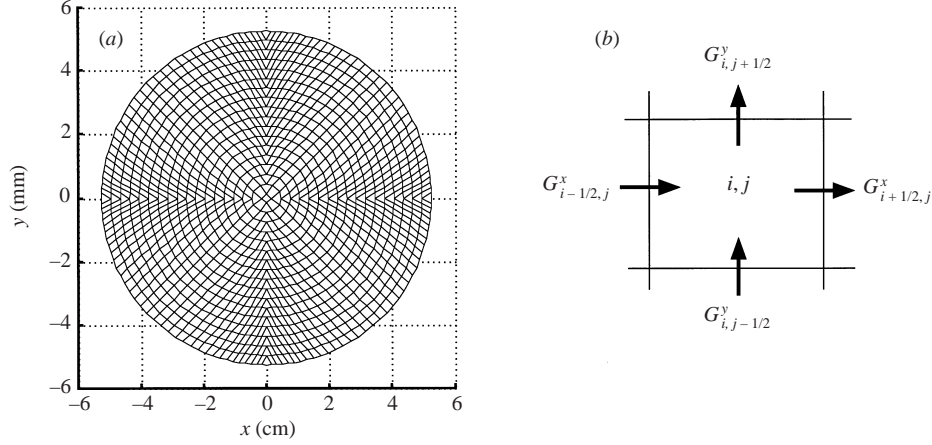 (a)
6
4
2
0
–2
–4
–6
y (mm)
–6 –4 –2 0 2 4 6
x (cm)
(b)
G^y_{i, j+1/2}
G^x_{i–1/2, j}
i, j
G^x_{i+1/2, j}
G^y_{i, j–1/2}